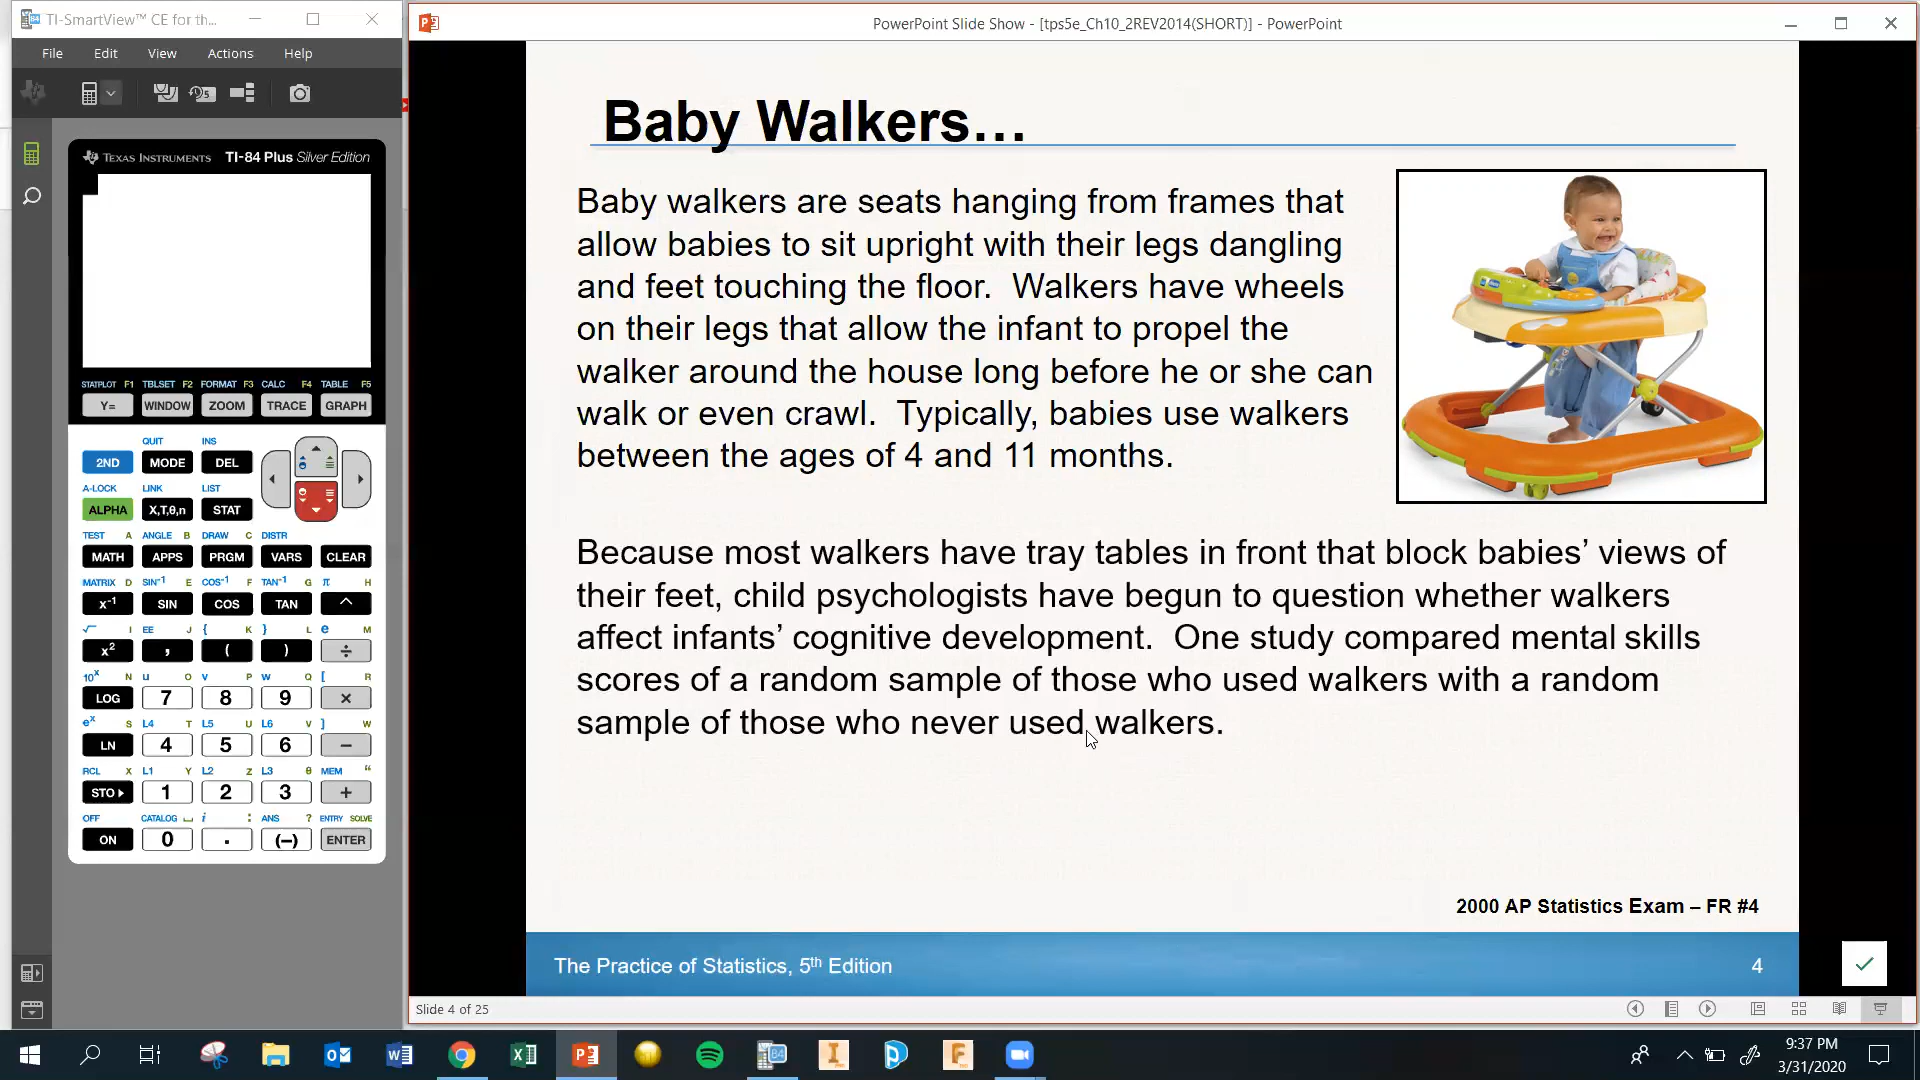 TI-SmartView™ CE for th...
File Edit View Actions Help
TEXAS INSTRUMENTS TI-84 Plus Silver Edition
STATPLOT F1 TBLSET F2 FORMAT F3 CALC F4 TABLE F5
Y= WINDOW ZOOM TRACE GRAPH
QUIT INS
2ND MODE DEL
A-LOCK LINK LIST
ALPHA X,T,θ,n STAT
TEST A ANGLE B DRAW C DISTR
MATH APPS PRGM VARS CLEAR
MATRIX D SIN⁻¹ E COS⁻¹ F TAN⁻¹ G π H
x⁻¹ SIN COS TAN ^
√ I EE J { K } L e M
x² , ( ) ÷
10ˣ N u O v P w Q [ R
LOG 7 8 9 ×
eˣ S L4 T L5 U L6 V ] W
LN 4 5 6 −
RCL X L1 Y L2 Z L3 θ MEM “
STO▸ 1 2 3 +
OFF CATALOG i : ANS ? ENTRY SOLVE
ON 0 . (−) ENTER
PowerPoint Slide Show - [tps5e_Ch10_2REV2014(SHORT)] - PowerPoint
Baby Walkers…
Baby walkers are seats hanging from frames that
allow babies to sit upright with their legs dangling
and feet touching the floor. Walkers have wheels
on their legs that allow the infant to propel the
walker around the house long before he or she can
walk or even crawl. Typically, babies use walkers
between the ages of 4 and 11 months.
Because most walkers have tray tables in front that block babies’ views of
their feet, child psychologists have begun to question whether walkers
affect infants’ cognitive development. One study compared mental skills
scores of a random sample of those who used walkers with a random
sample of those who never used walkers.
2000 AP Statistics Exam – FR #4
The Practice of Statistics, 5th Edition 4
Slide 4 of 25
9:37 PM
3/31/2020